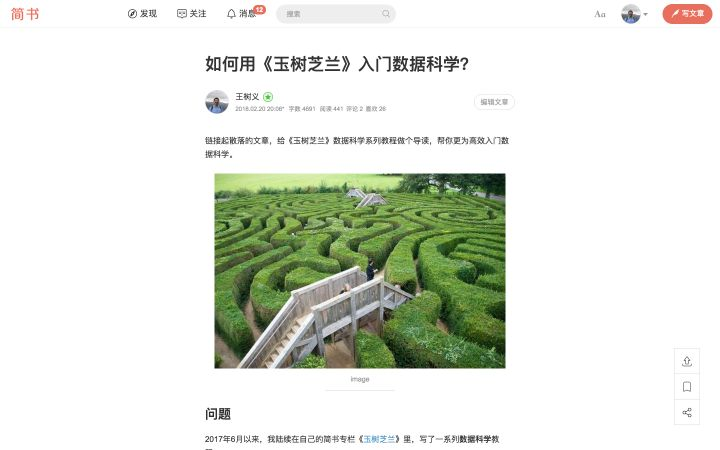 简书
发现
关注
消息
12
搜索
Aa
写文章
如何用《玉树芝兰》入门数据科学？
王树义
编辑文章
2018.02.20 20:06* 字数 4691 阅读 441 评论 2 喜欢 26
链接起散落的文章，给《玉树芝兰》数据科学系列教程做个导读，帮你更为高效入门数
据科学。
image
问题
2017年6月以来，我陆续在自己的简书专栏《玉树芝兰》里，写了一系列数据科学教